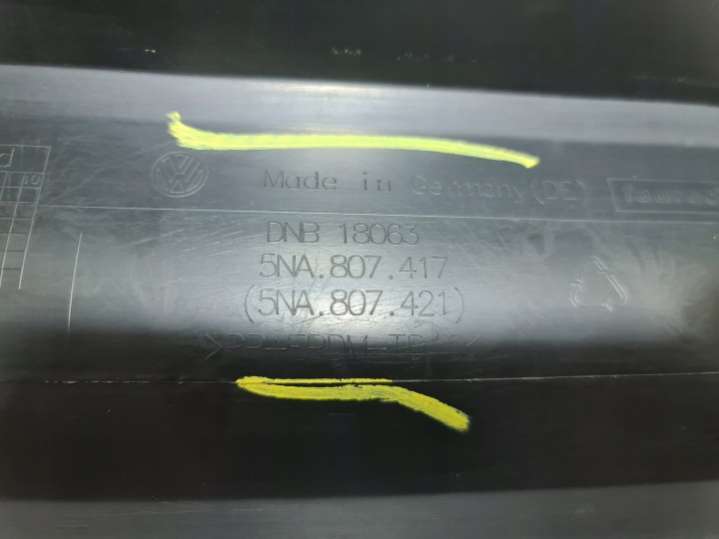 Made in Germany (DE)
DNB 18063
5NA.807.417
(5NA.807.421)